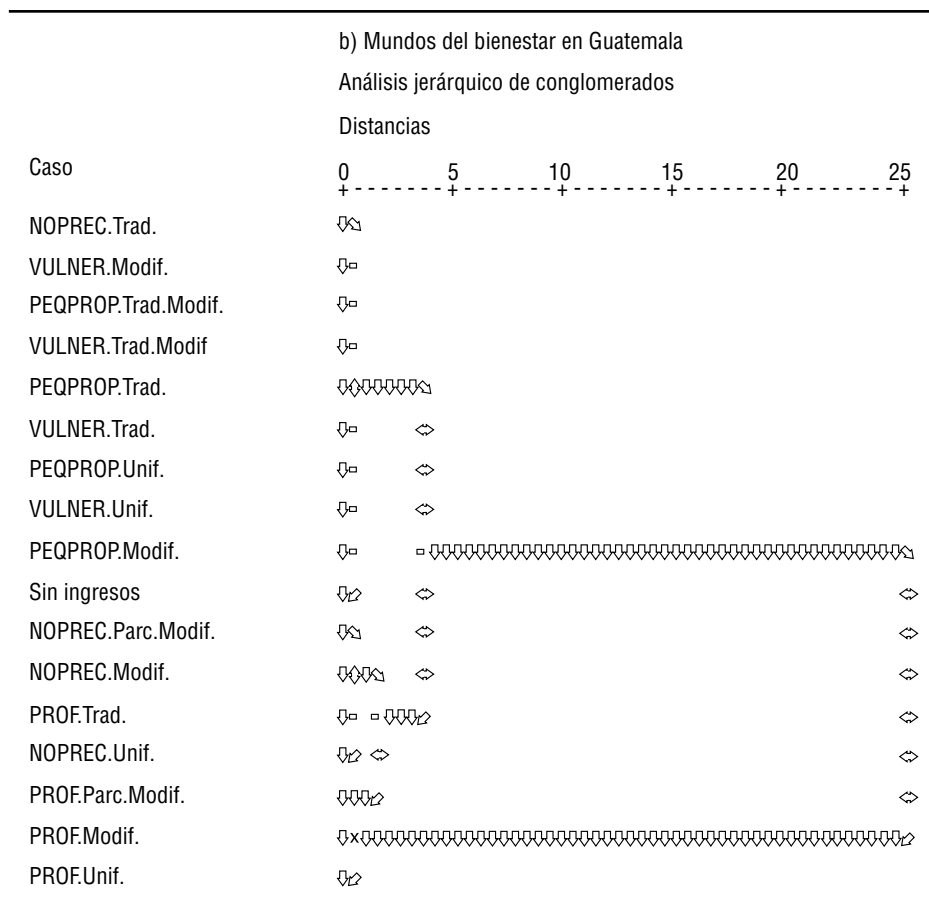 b) Mundos del bienestar en Guatemala
Análisis jerárquico de conglomerados
Distancias
Caso 0 5 10 15 20 25
NOPREC.Trad.
VULNER.Modif.
PEQPROP.Trad.Modif.
VULNER.Trad.Modif
PEQPROP.Trad.
VULNER.Trad.
PEQPROP.Unif.
VULNER.Unif.
PEQPROP.Modif.
Sin ingresos
NOPREC.Parc.Modif.
NOPREC.Modif.
PROF.Trad.
NOPREC.Unif.
PROF.Parc.Modif.
PROF.Modif. x
PROF.Unif.